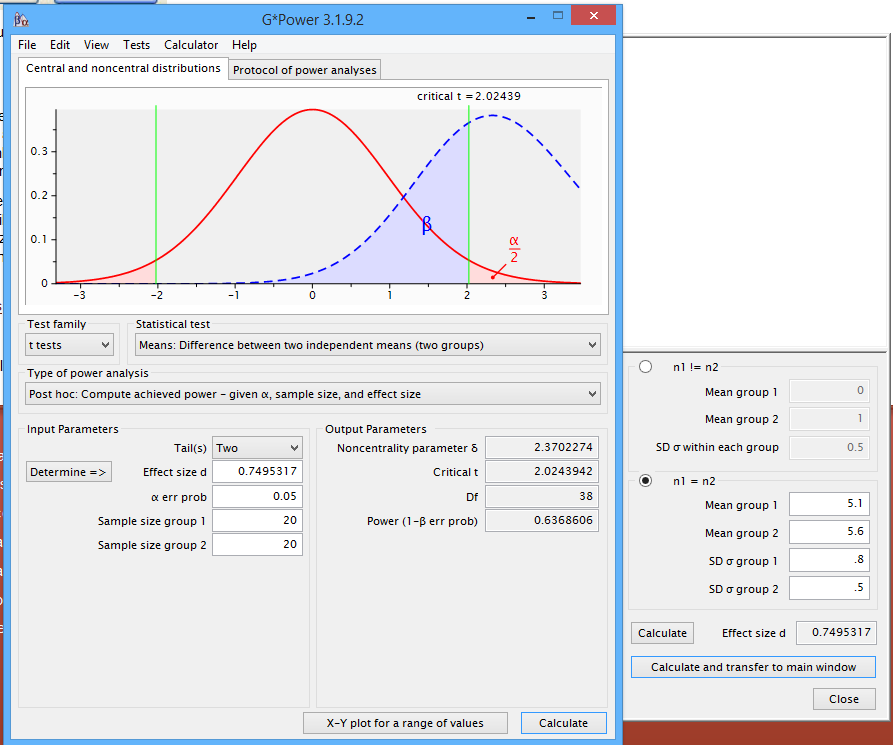 G*Power 3.1.9.2
File Edit View Tests Calculator Help
Central and noncentral distributions Protocol of power analyses
critical t = 2.02439
0.3
0.2
0.1
0
-3 -2 -1 0 1 2 3
β
α
2
Test family Statistical test
t tests Means: Difference between two independent means (two groups)
Type of power analysis
Post hoc: Compute achieved power – given α, sample size, and effect size
Input Parameters
Tail(s) Two
Determine => Effect size d 0.7495317
α err prob 0.05
Sample size group 1 20
Sample size group 2 20
Output Parameters
Noncentrality parameter δ 2.3702274
Critical t 2.0243942
Df 38
Power (1-β err prob) 0.6368606
X-Y plot for a range of values Calculate
n1 != n2
Mean group 1 0
Mean group 2 1
SD σ within each group 0.5
n1 = n2
Mean group 1 5.1
Mean group 2 5.6
SD σ group 1 .8
SD σ group 2 .5
Calculate Effect size d 0.7495317
Calculate and transfer to main window
Close